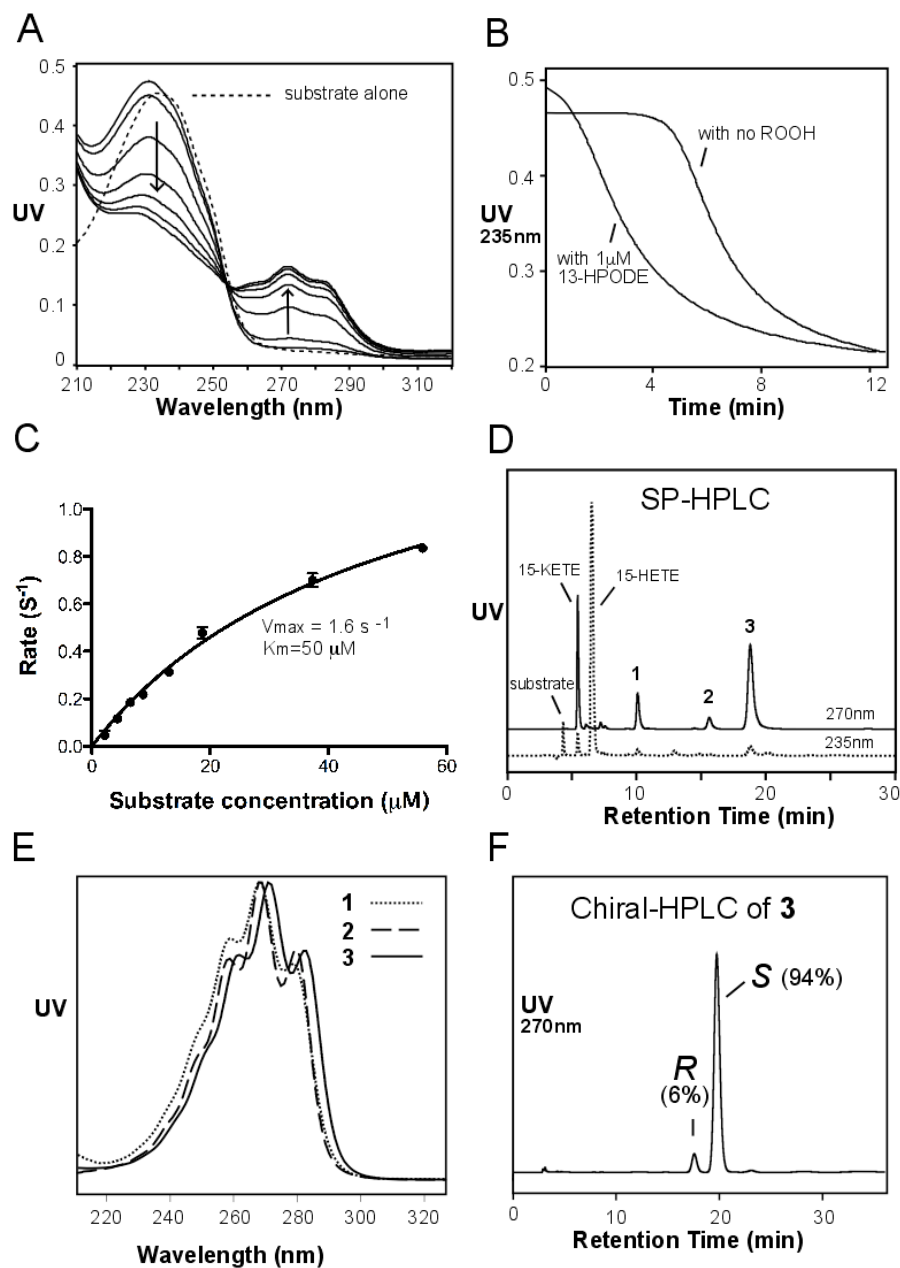 A
0.5
0.4
0.3
0.2
0.1
0
UV
substrate alone
210
230
250
270
290
310
Wavelength (nm)
B
0.5
0.4
0.3
0.2
UV
235nm
with no ROOH
with 1μM
13-HPODE
0
4
8
12
Time (min)
C
1.0
0.8
0.6
0.4
0.2
0.0
Rate (S⁻¹)
Vmax = 1.6 s ⁻¹
Km=50 μM
0
20
40
60
Substrate concentration (μM)
D
SP-HPLC
UV
15-KETE
15-HETE
substrate
1
2
3
270nm
235nm
0
10
20
30
Retention Time (min)
E
1
2
3
UV
220
240
260
280
300
320
Wavelength (nm)
F
Chiral-HPLC of 3
UV
270nm
S (94%)
R
(6%)
0
10
20
30
Retention Time (min)